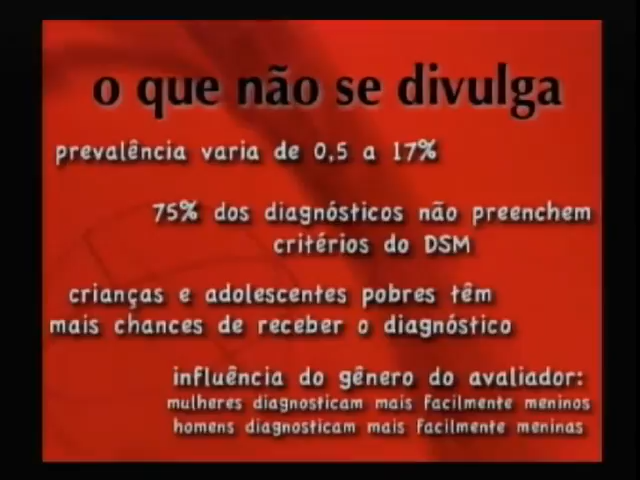 o que não se divulga
prevalência varia de 0,5 a 17%
75% dos diagnósticos não preenchem
critérios do DSM
crianças e adolescentes pobres têm
mais chances de receber o diagnóstico
influência do gênero do avaliador:
mulheres diagnosticam mais facilmente meninos
homens diagnosticam mais facilmente meninas